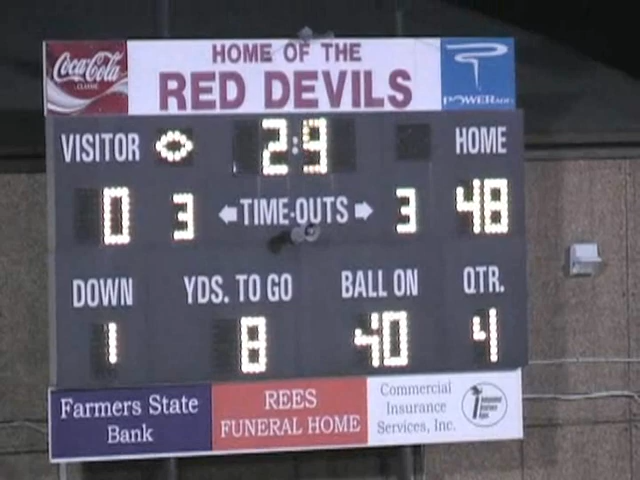 Coca-Cola
CLASSIC
HOME OF THE
RED DEVILS
POWERADE
VISITOR
2:9
HOME
0
3
TIME-OUTS
3
48
DOWN
YDS. TO GO
BALL ON
QTR.
1
8
40
4
Farmers State
Bank
REES
FUNERAL HOME
Commercial
Insurance
Services, Inc.